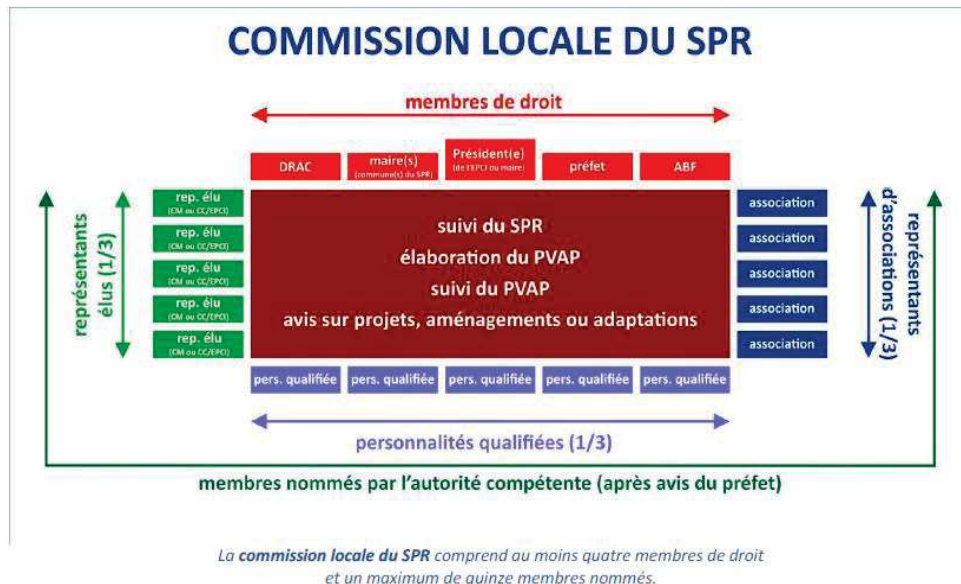 COMMISSION LOCALE DU SPR
membres de droit
DRAC
maire(s)
(commune(s) du SPR)
Président(e)
(de l'EPCI ou maire)
préfet
ABF
représentants
élus (1/3)
rep. élu
(CM ou CC/EPCI)
rep. élu
(CM ou CC/EPCI)
rep. élu
(CM ou CC/EPCI)
rep. élu
(CM ou CC/EPCI)
rep. élu
(CM ou CC/EPCI)
suivi du SPR
élaboration du PVAP
suivi du PVAP
avis sur projets, aménagements ou adaptations
association
association
association
association
association
représentants
d'associations (1/3)
pers. qualifiée
pers. qualifiée
pers. qualifiée
pers. qualifiée
pers. qualifiée
personnalités qualifiées (1/3)
membres nommés par l'autorité compétente (après avis du préfet)
La commission locale du SPR comprend au moins quatre membres de droit
et un maximum de quinze membres nommés.